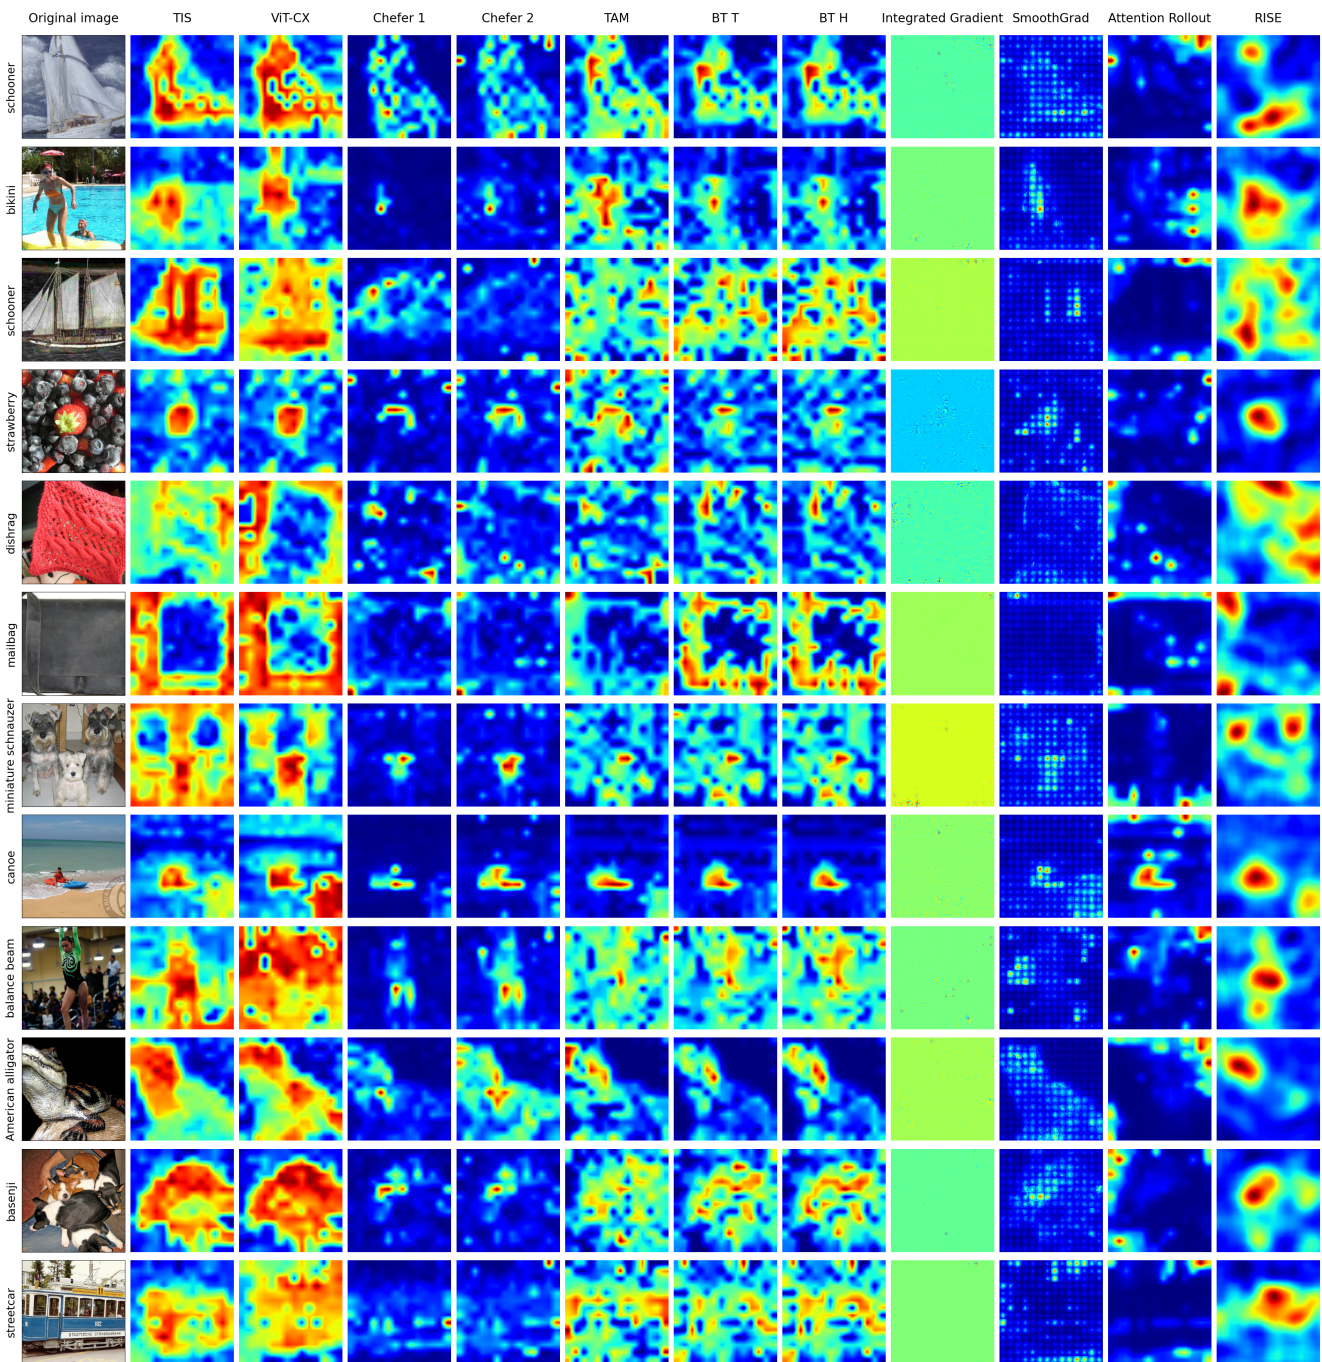 Original image TIS ViT-CX Chefer 1 Chefer 2 TAM BT T BT H Integrated Gradient SmoothGrad Attention Rollout RISE
schooner
bikini
schooner
strawberry
dishrag
mailbag
miniature schnauzer
canoe
balance beam
American alligator
basenji
streetcar